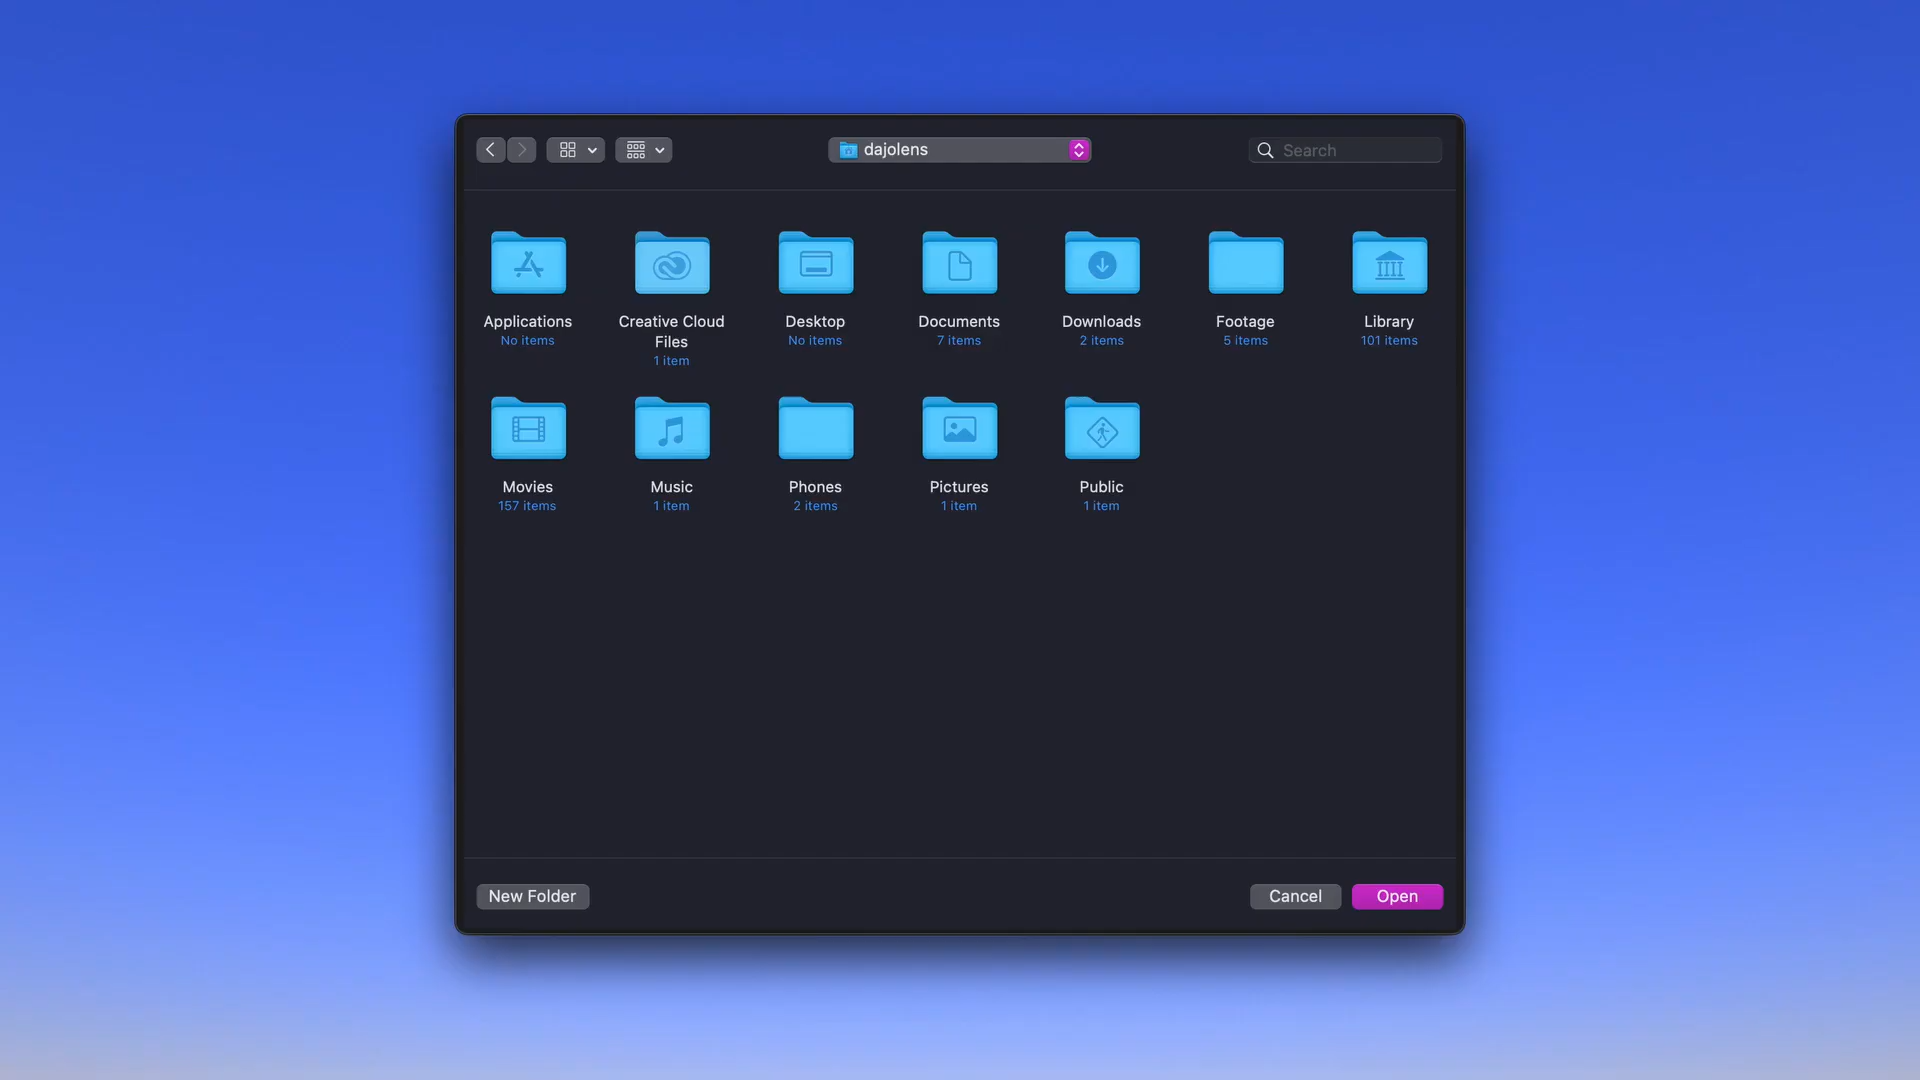 dajolens
Search
Applications
No items
Creative Cloud
Files
1 item
Desktop
No items
Documents
7 items
Downloads
2 items
Footage
5 items
Library
101 items
Movies
157 items
Music
1 item
Phones
2 items
Pictures
1 item
Public
1 item
New Folder
Cancel
Open